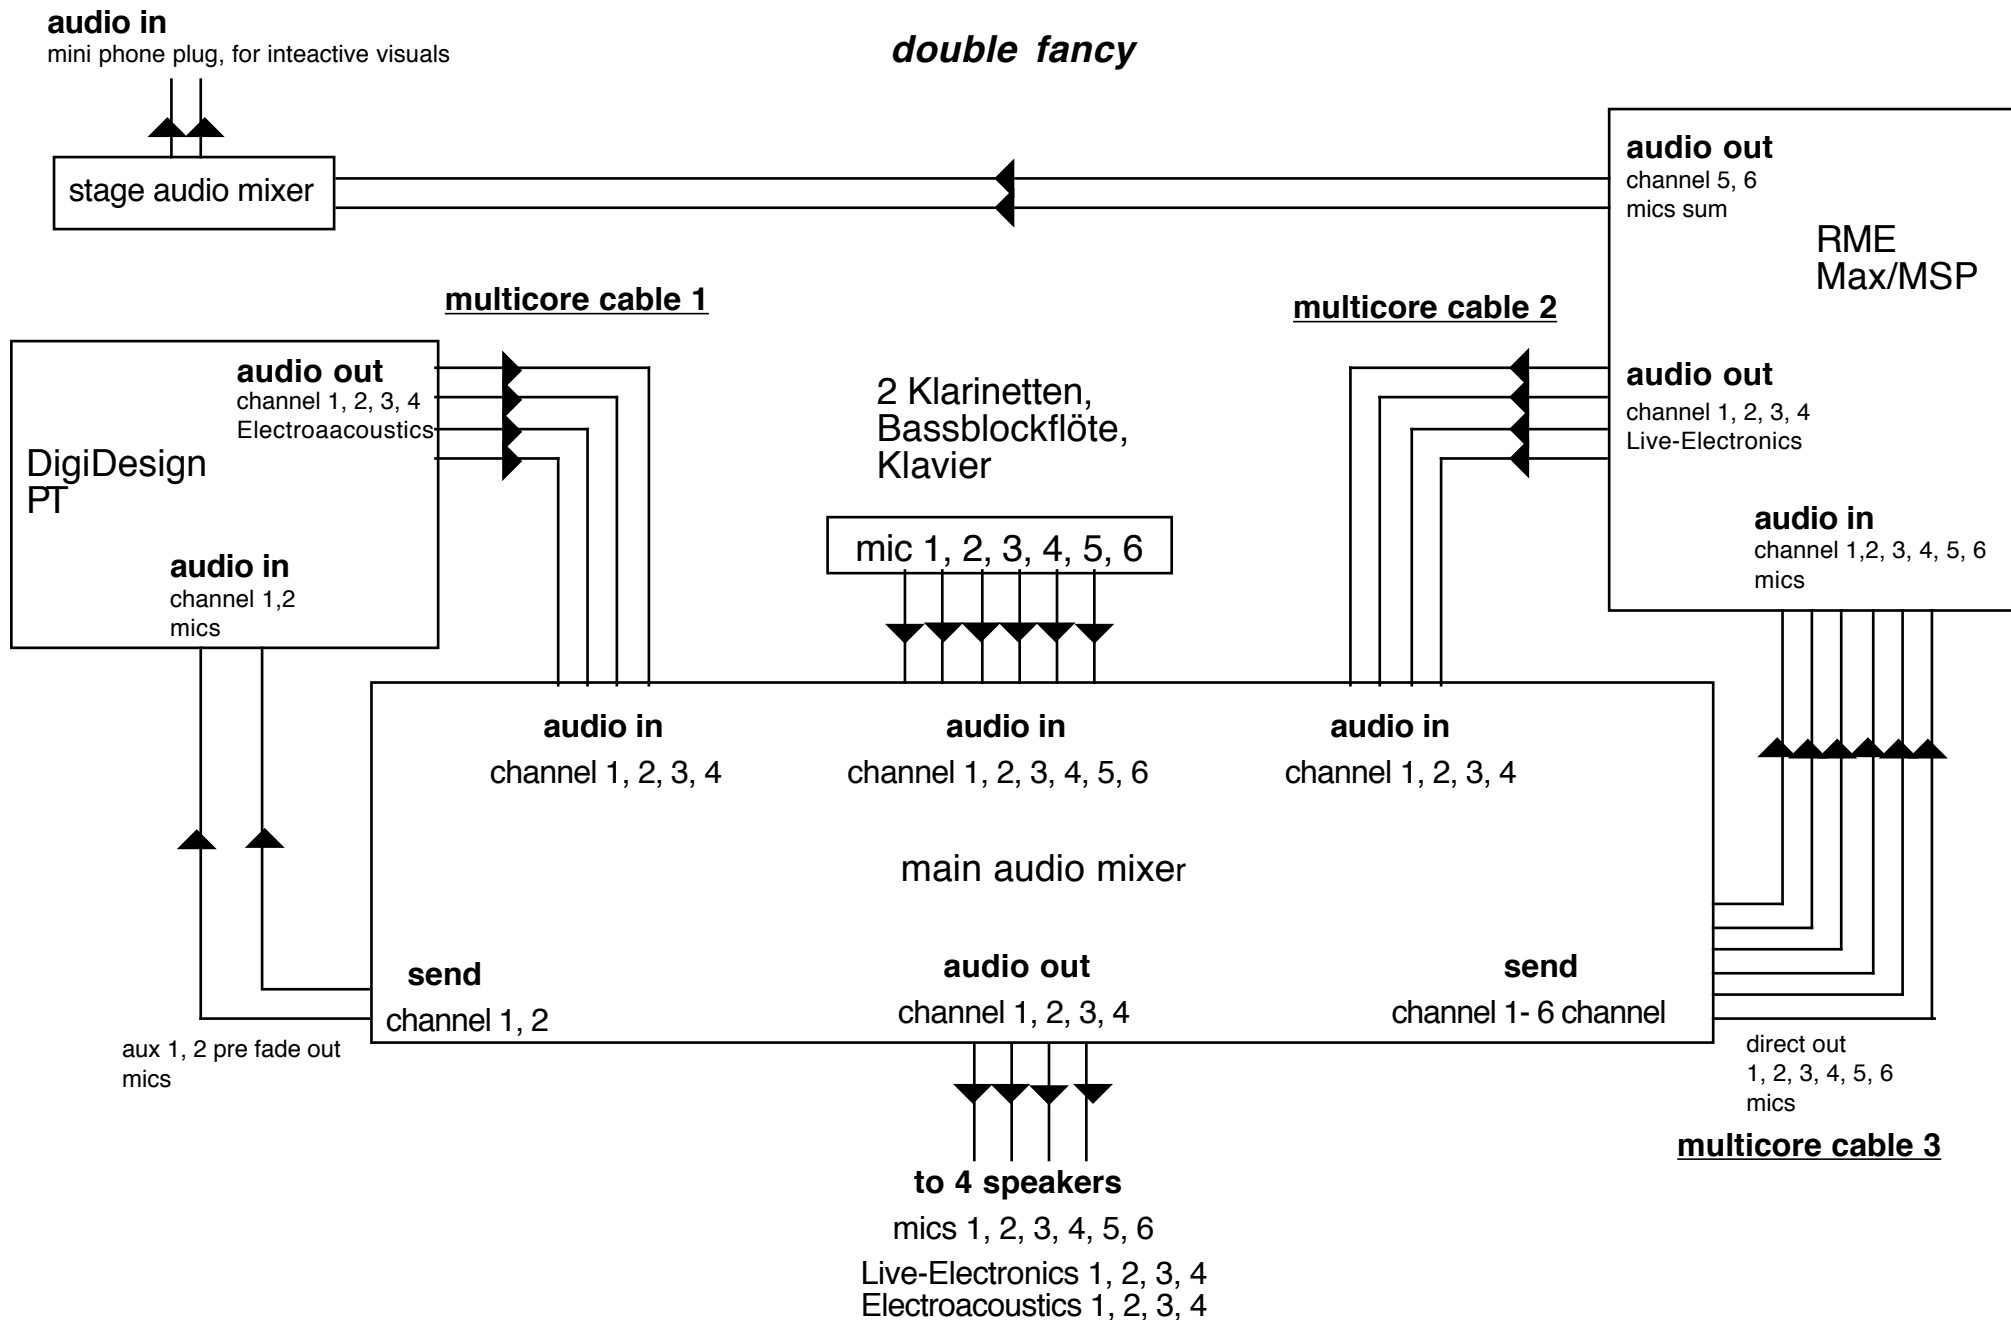 audio in
mini phone plug, for inteactive visuals
double fancy
stage audio mixer
audio out
channel 5, 6
mics sum
RME
Max/MSP
multicore cable 1
multicore cable 2
audio out
channel 1, 2, 3, 4
Electroaacoustics
DigiDesign
PT
audio in
channel 1,2
mics
2 Klarinetten,
Bassblockflöte,
Klavier
mic 1, 2, 3, 4, 5, 6
audio out
channel 1, 2, 3, 4
Live-Electronics
audio in
channel 1,2, 3, 4, 5, 6
mics
audio in
channel 1, 2, 3, 4
audio in
channel 1, 2, 3, 4, 5, 6
audio in
channel 1, 2, 3, 4
main audio mixer
send
channel 1, 2
audio out
channel 1, 2, 3, 4
send
channel 1- 6 channel
aux 1, 2 pre fade out
mics
direct out
1, 2, 3, 4, 5, 6
mics
multicore cable 3
to 4 speakers
mics 1, 2, 3, 4, 5, 6
Live-Electronics 1, 2, 3, 4
Electroacoustics 1, 2, 3, 4